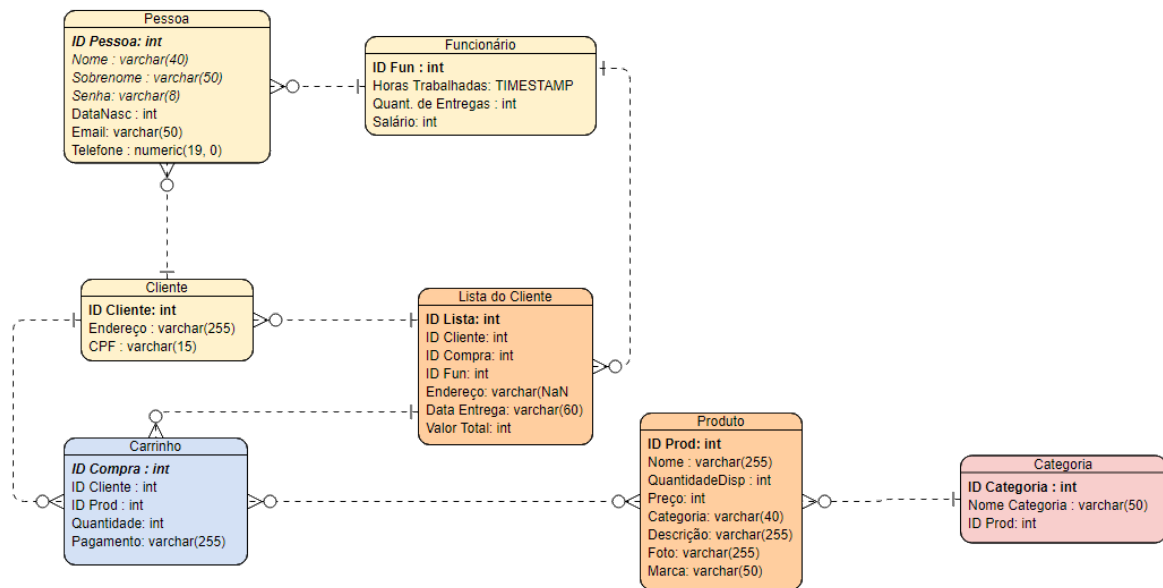 Pessoa
ID Pessoa: int
Nome : varchar(40)
Sobrenome : varchar(50)
Senha: varchar(8)
DataNasc : int
Email: varchar(50)
Telefone : numeric(19, 0)
Funcionário
ID Fun : int
Horas Trabalhadas: TIMESTAMP
Quant. de Entregas : int
Salário: int
Cliente
ID Cliente: int
Endereço : varchar(255)
CPF : varchar(15)
Lista do Cliente
ID Lista: int
ID Cliente: int
ID Compra: int
ID Fun: int
Endereço: varchar(NaN
Data Entrega: varchar(60)
Valor Total: int
Carrinho
ID Compra : int
ID Cliente : int
ID Prod : int
Quantidade: int
Pagamento: varchar(255)
Produto
ID Prod: int
Nome : varchar(255)
QuantidadeDisp : int
Preço: int
Categoria: varchar(40)
Descrição: varchar(255)
Foto: varchar(255)
Marca: varchar(50)
Categoria
ID Categoria : int
Nome Categoria : varchar(50)
ID Prod: int